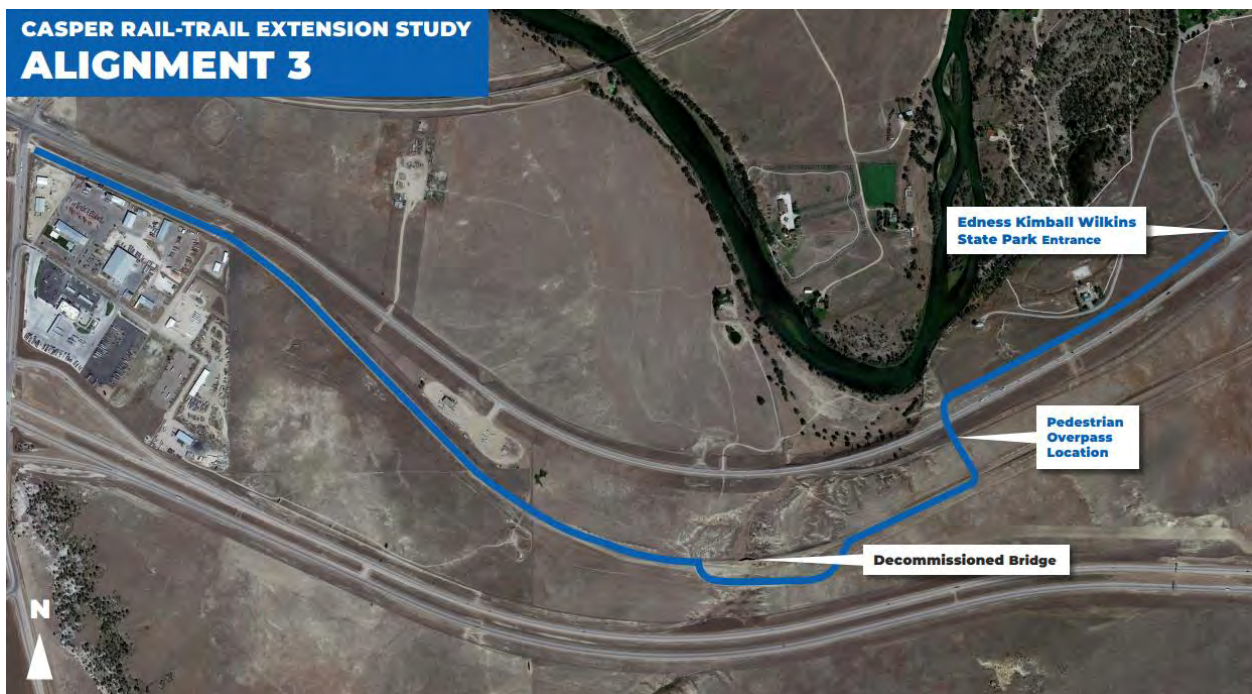 CASPER RAIL-TRAIL EXTENSION STUDY
ALIGNMENT 3
Edness Kimball Wilkins
State Park Entrance
Pedestrian
Overpass
Location
Decommissioned Bridge
N